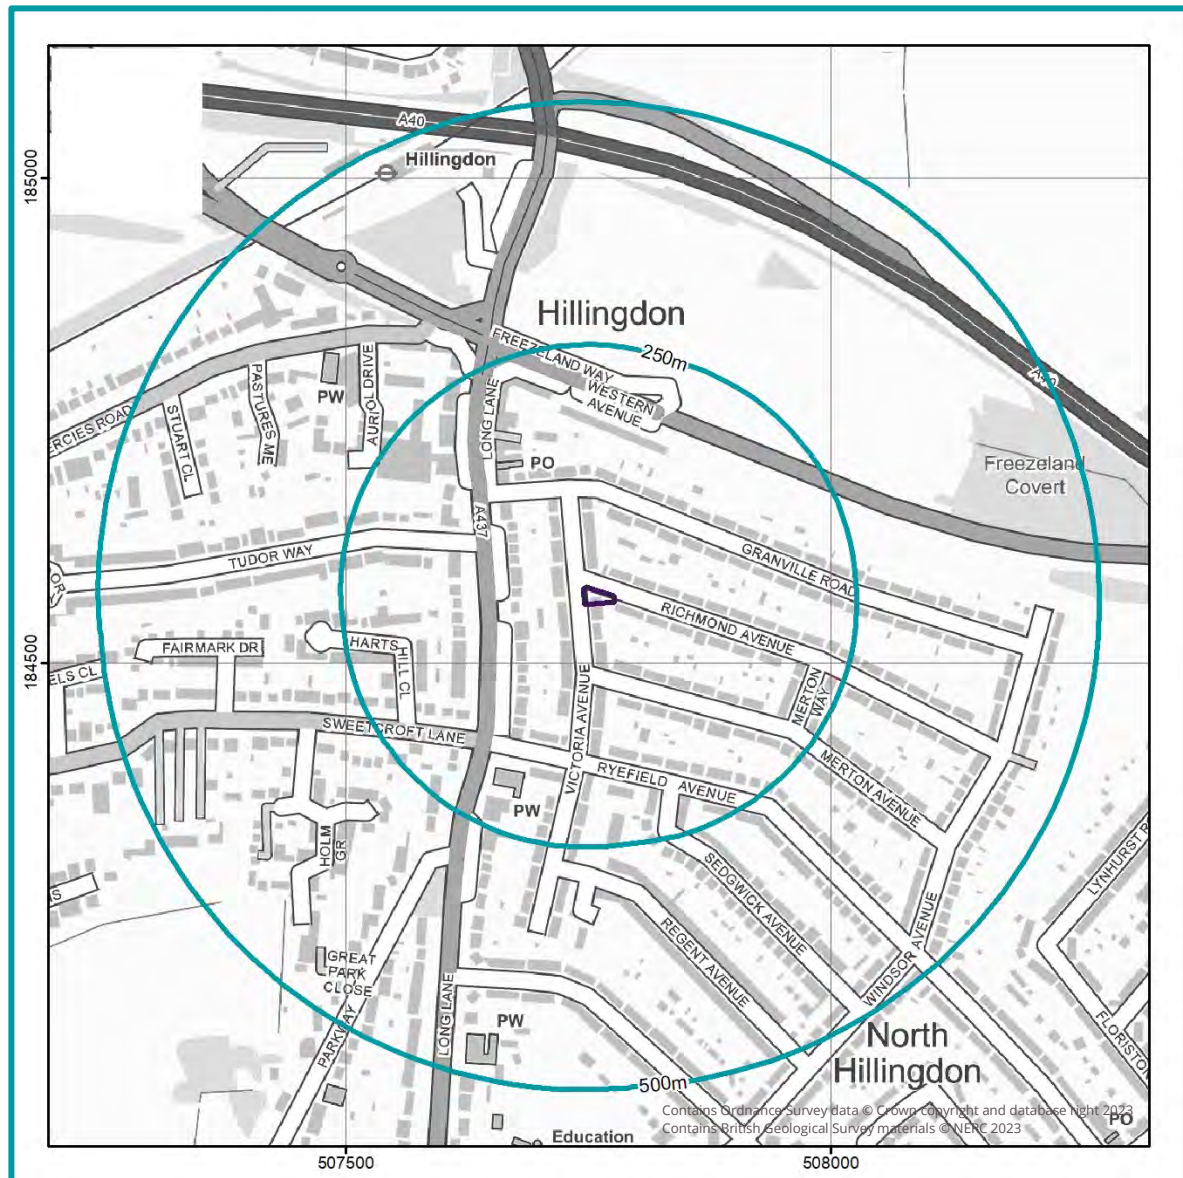 A40
Hillingdon
185000
Hillingdon
FREEZELAND WAY
250m
WESTERN
AVENUE
PW
AURIOL DRIVE
PASTURES ME
STUART CL
ERCIES ROAD
LONG LANE
PO
A40
Freezeland
Covert
A437
TUDOR WAY
GRANVILLE ROAD
RICHMOND AVENUE
OR
FAIRMARK DR
HARTS
HILL CL
ELS CL
184500
MERTON
WAY
VICTORIA AVENUE
SWEETCROFT LANE
RYEFIELD AVENUE
MERTON AVENUE
PW
HOLM
GR
SEDGWICK AVENUE
LYNHURST R
IS
REGENT AVENUE
WINDSOR AVENUE
GREAT
PARK
CLOSE
PARKWAY
LONG LANE
PW
FLORISTON
North
Hillingdon
500m
Contains Ordnance Survey data © Crown copyright and database right 2023
Contains British Geological Survey materials © NERC 2023
PO
Education
507500
508000